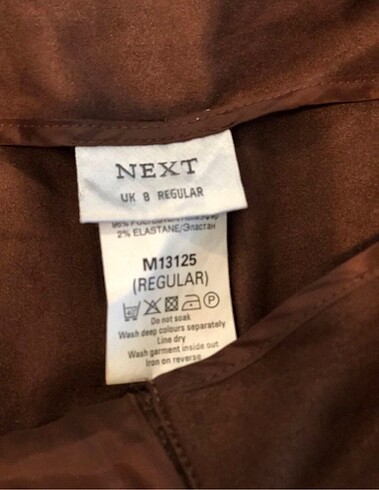 NEXT
UK 8 REGULAR
2% ELASTANE/Эластан
M13125
(REGULAR)
P
Do not soak
Wash deep colours separately
Line dry
Wash garment inside out
Iron on reverse